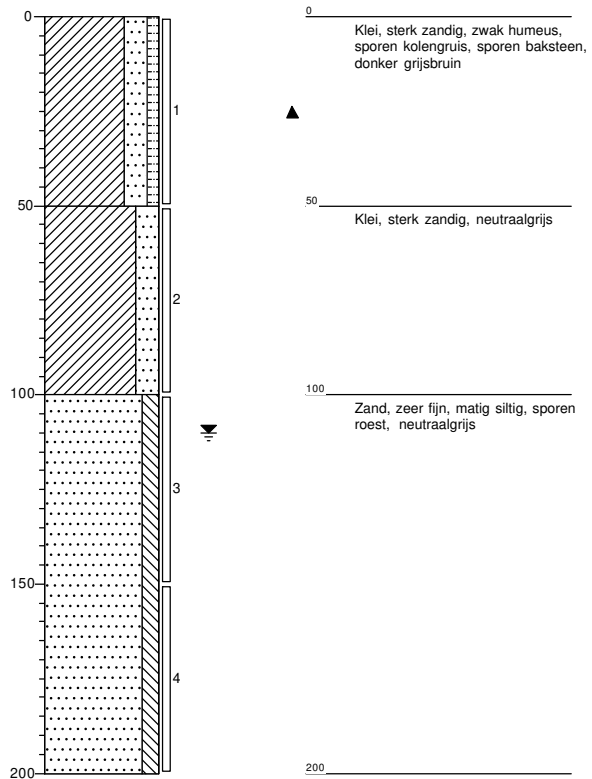 0
50
100
150
200
1
2
3
4
0
Klei, sterk zandig, zwak humeus,
sporen kolengruis, sporen baksteen,
donker grijsbruin
50
Klei, sterk zandig, neutraalgrijs
100
Zand, zeer fijn, matig siltig, sporen
roest, neutraalgrijs
200